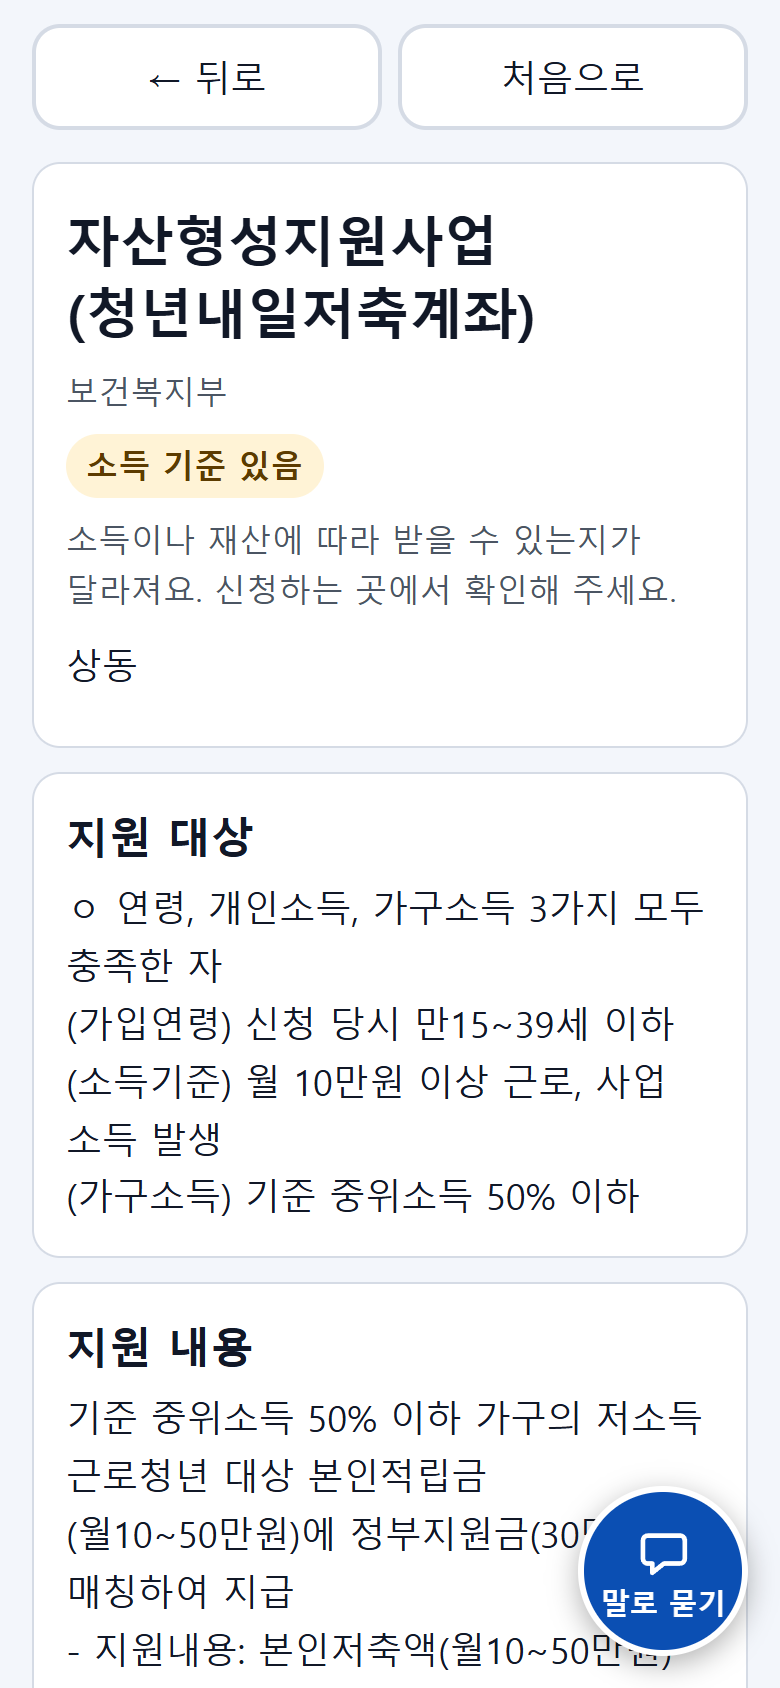 ← 뒤로
처음으로
자산형성지원사업
(청년내일저축계좌)
보건복지부
소득 기준 있음
소득이나 재산에 따라 받을 수 있는지가
달라져요. 신청하는 곳에서 확인해 주세요.
상동
지원 대상
ㅇ 연령, 개인소득, 가구소득 3가지 모두
충족한 자
(가입연령) 신청 당시 만15~39세 이하
(소득기준) 월 10만원 이상 근로, 사업
소득 발생
(가구소득) 기준 중위소득 50% 이하
지원 내용
기준 중위소득 50% 이하 가구의 저소득
근로청년 대상 본인적립금
(월10~50만원)에 정부지원금(30
매칭하여 지급
- 지원내용: 본인저축액(월10~50만원)
말로 묻기